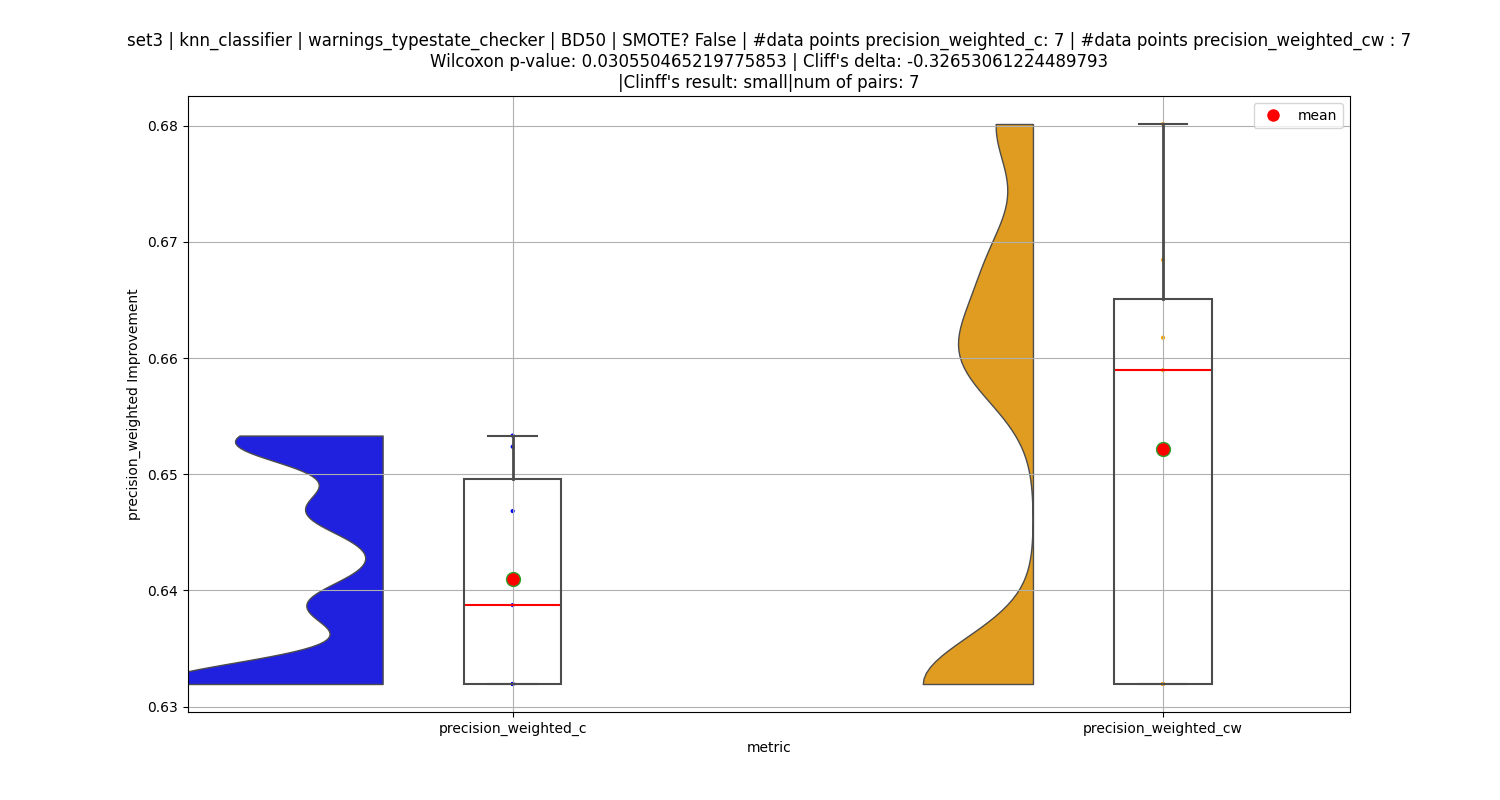 set3 | knn_classifier | warnings_typestate_checker | BD50 | SMOTE? False | #data points precision_weighted_c: 7 | #data points precision_weighted_cw : 7
Wilcoxon p-value: 0.030550465219775853 | Cliff's delta: -0.32653061224489793
|Clinff's result: small|num of pairs: 7
mean
0.68
0.67
0.66
0.65
0.64
0.63
precision_weighted Improvement
precision_weighted_c
precision_weighted_cw
metric